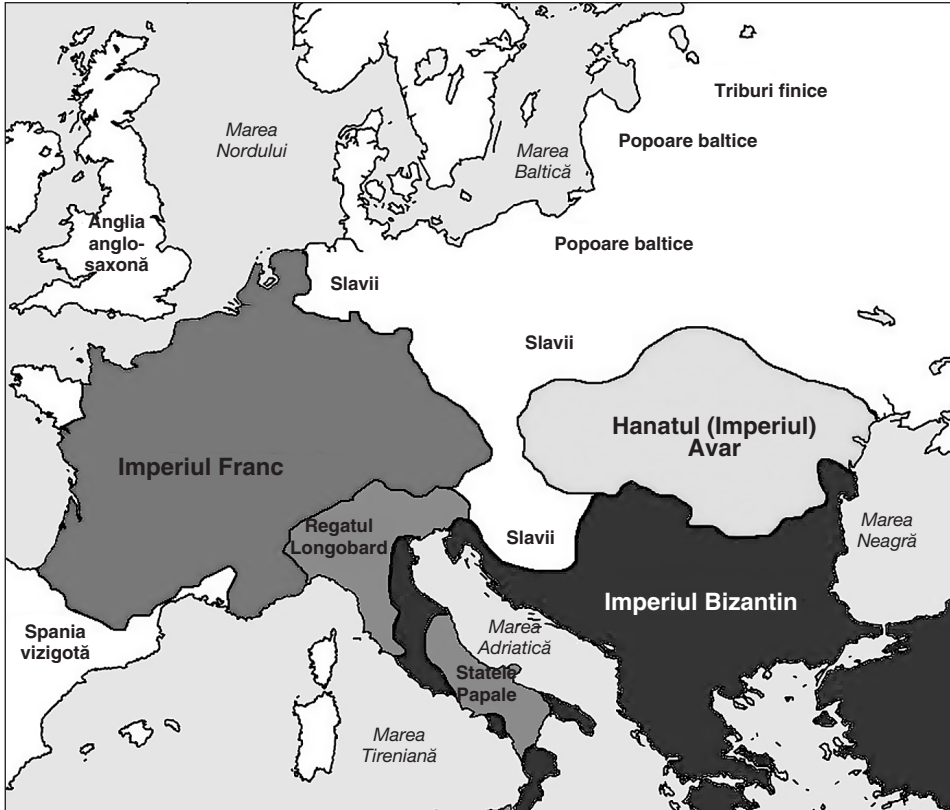 Triburi finice
Marea
Nordului
Popoare baltice
Marea
Baltică
Anglia
anglo-
saxonă
Popoare baltice
Slavii
Slavii
Hanatul (Imperiul)
Avar
Imperiul Franc
Regatul
Longobard
Slavii
Marea
Neagră
Imperiul Bizantin
Spania
vizigotă
Marea
Adriatică
Statele
Papale
Marea
Tireniană